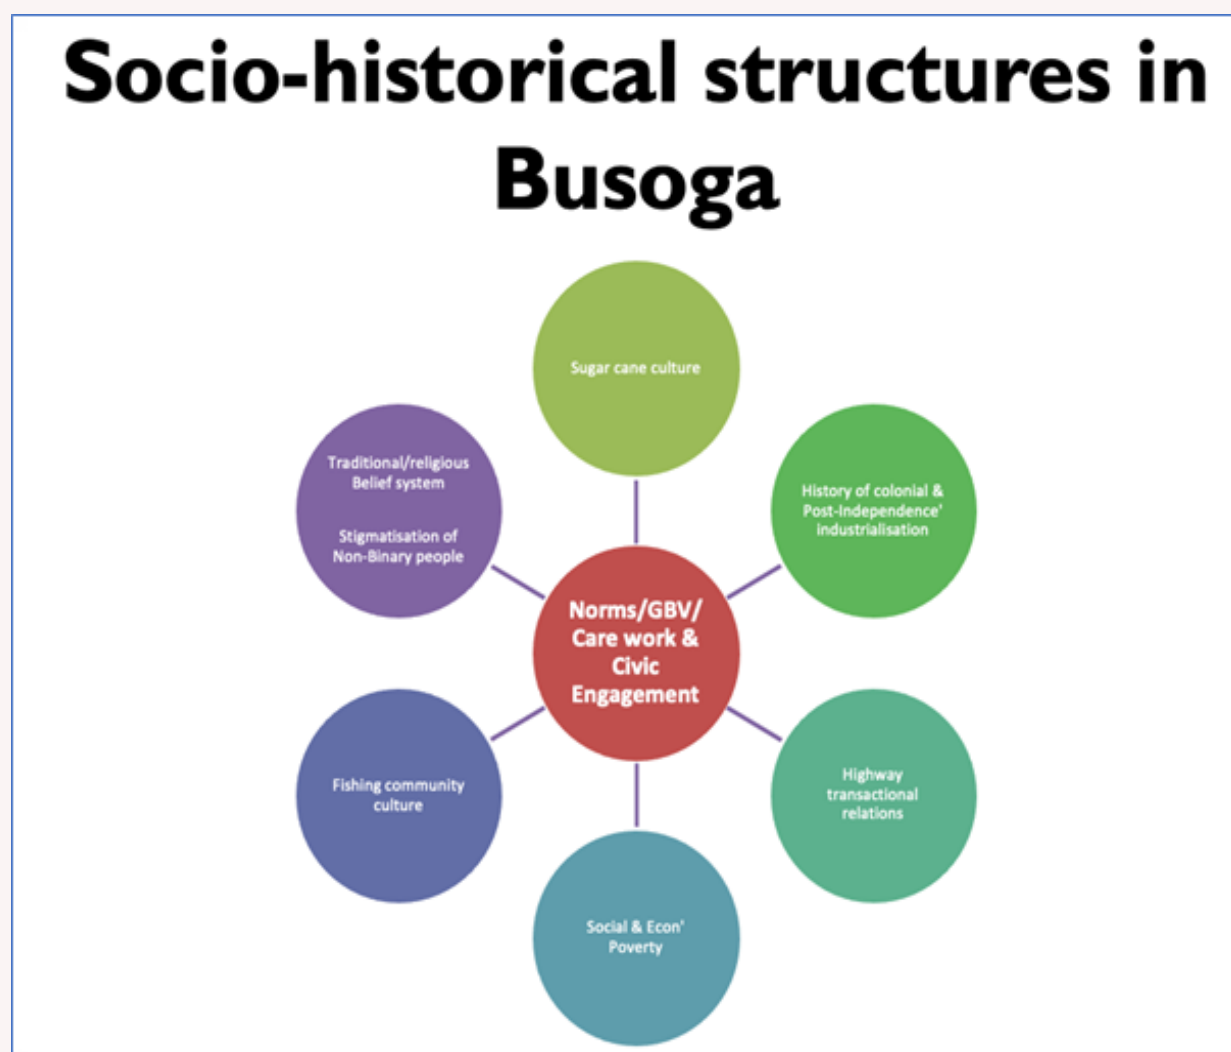 Socio-historical structures in
Busoga
Sugar cane culture
History of colonial &
Post-Independence'
industrialisation
Highway
transactional
relations
Social & Econ'
Poverty
Fishing community
culture
Traditional/religious
Belief system
Stigmatisation of
Non-Binary people
Norms/GBV/
Care work &
Civic
Engagement